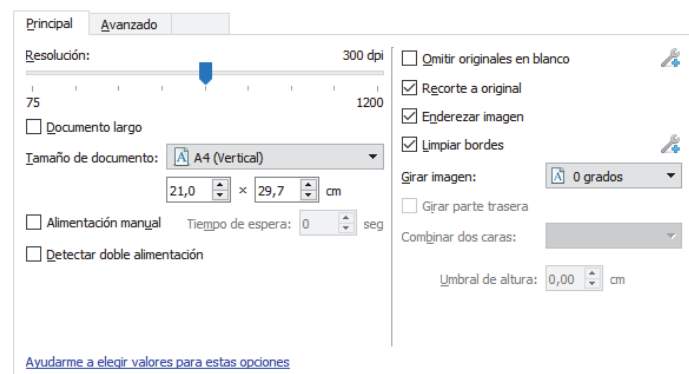 Principal Avanzado
Resolución: 300 dpi
75 1200
Documento largo
Tamaño de documento: A4 (Vertical)
21,0 × 29,7 cm
Alimentación manual Tiempo de espera: 0 seg
Detectar doble alimentación
Ayudarme a elegir valores para estas opciones
Omitir originales en blanco
Recorte a original
Enderezar imagen
Limpiar bordes
Girar imagen: 0 grados
Girar parte trasera
Combinar dos caras:
Umbral de altura: 0,00 cm